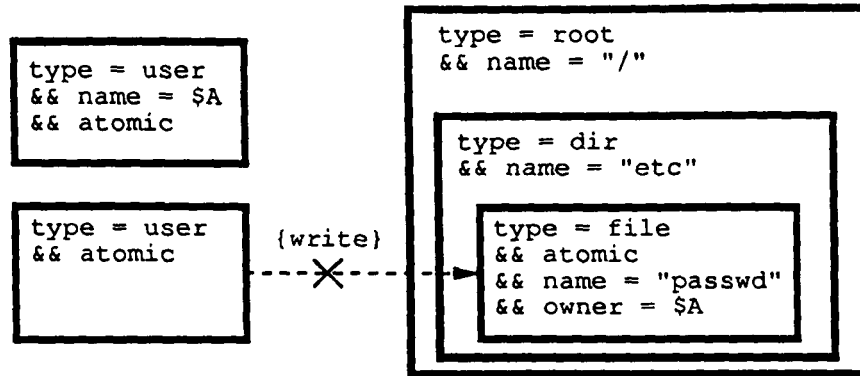 type = user
&& name = $A
&& atomic
type = user
&& atomic
{write}
type = root
&& name = "/"
type = dir
&& name = "etc"
type = file
&& atomic
&& name = "passwd"
&& owner = $A